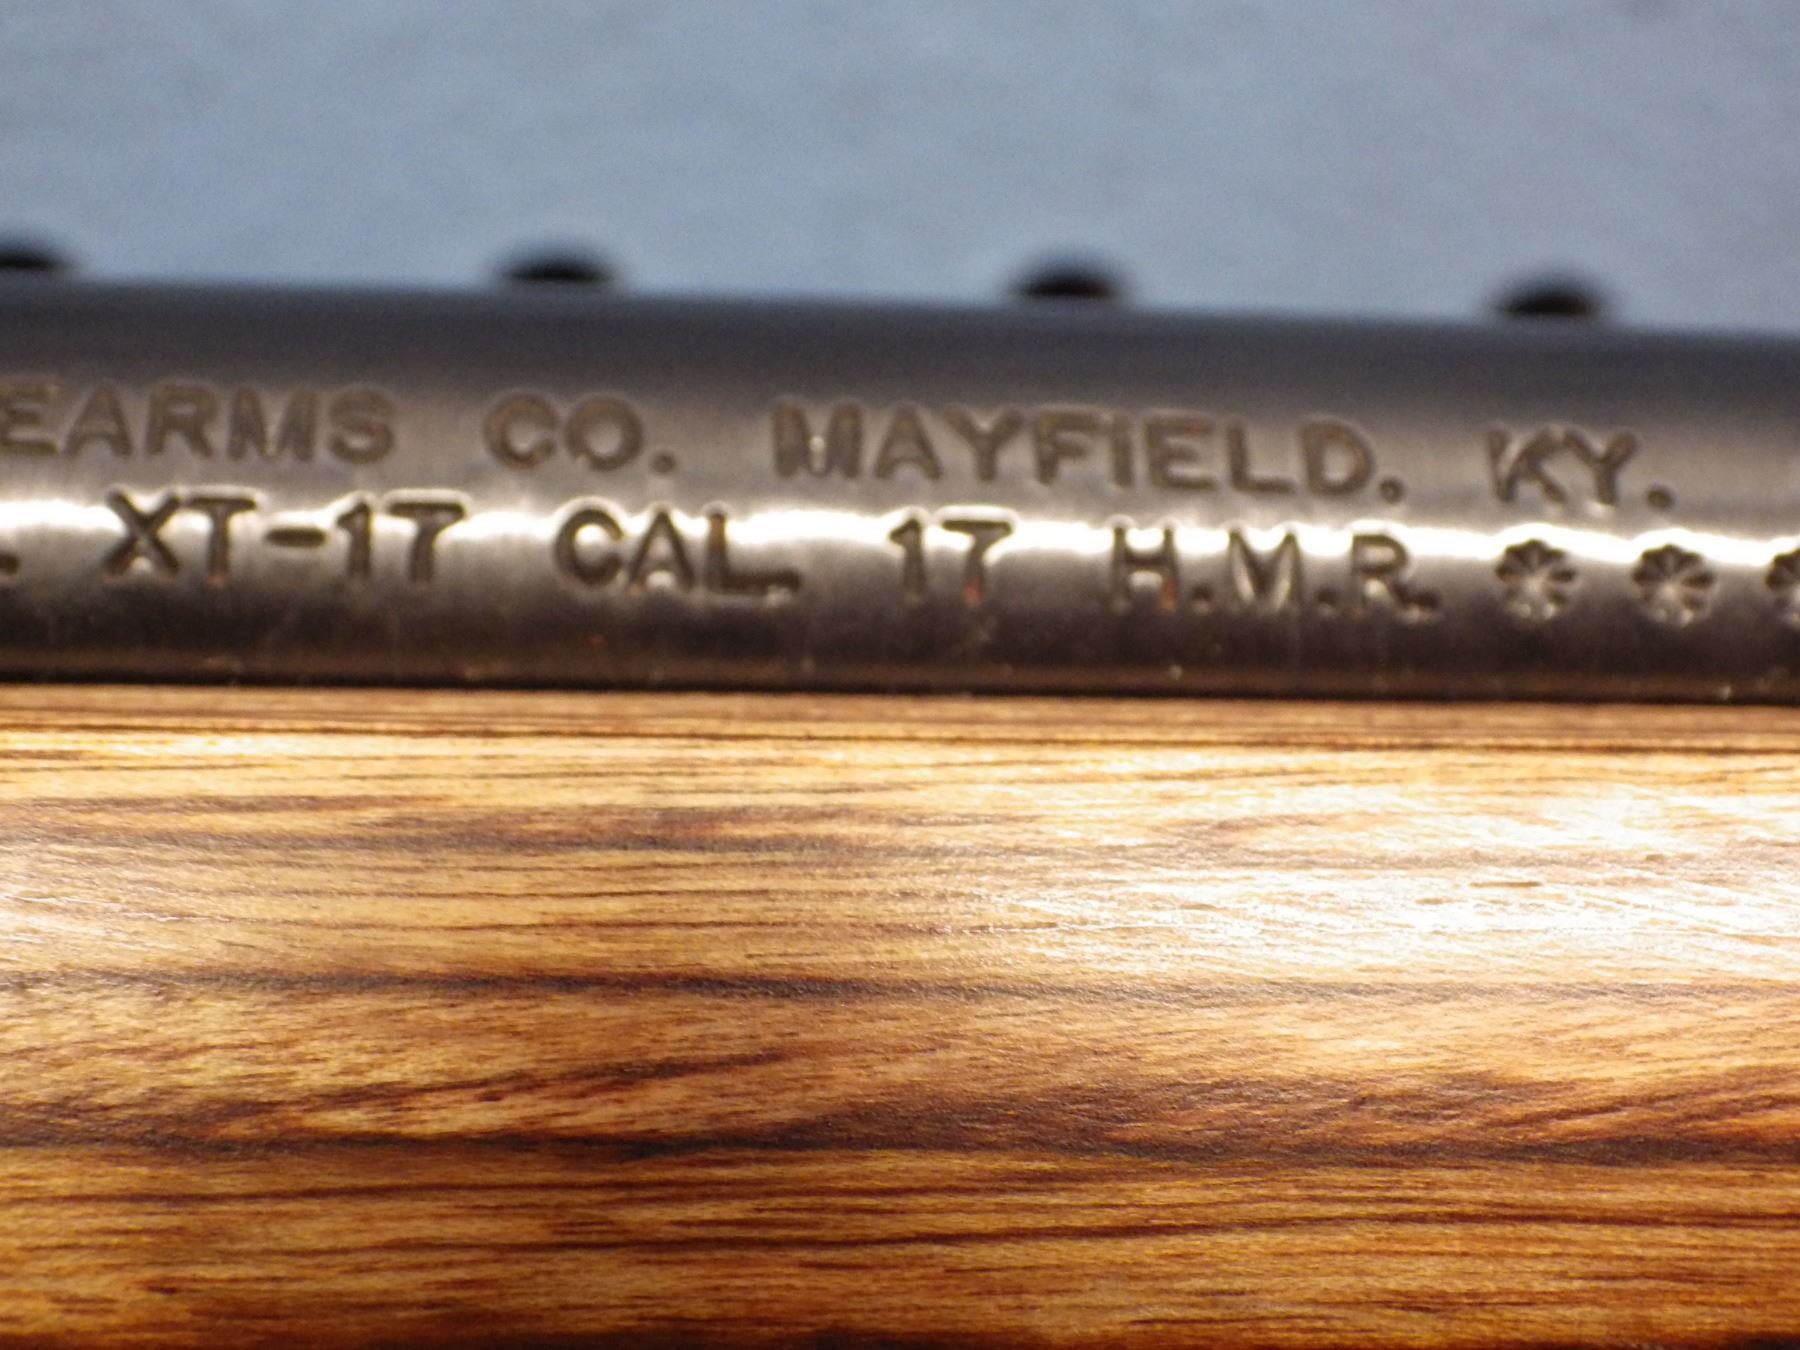 EARMS CO. MAYFIELD. KY.
. XT-17 CAL. 17 H.M.R. ✻ ✻ ✻